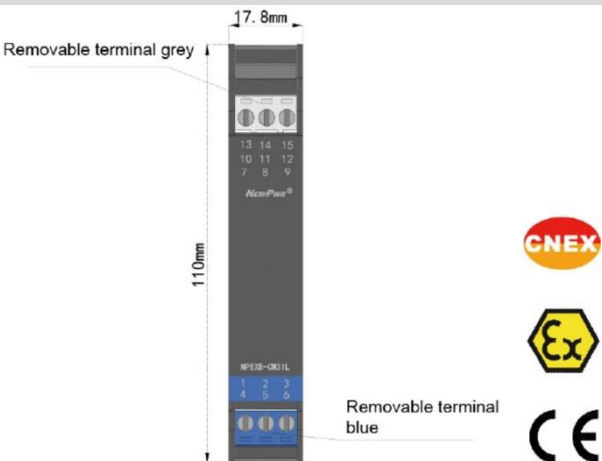 17.8mm
Removable terminal grey
13 14 15
10 11 12
7 8 9
NewPwr®
110mm
CNEX
Ex
NPEXB-CM31L
1 2 3
4 5 6
Removable terminal
blue
CE